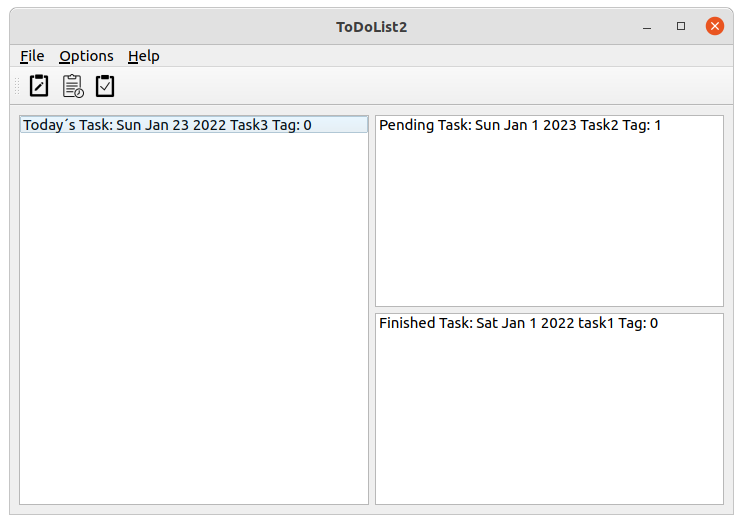 ToDoList2
File Options Help
Today´s Task: Sun Jan 23 2022 Task3 Tag: 0
Pending Task: Sun Jan 1 2023 Task2 Tag: 1
Finished Task: Sat Jan 1 2022 task1 Tag: 0